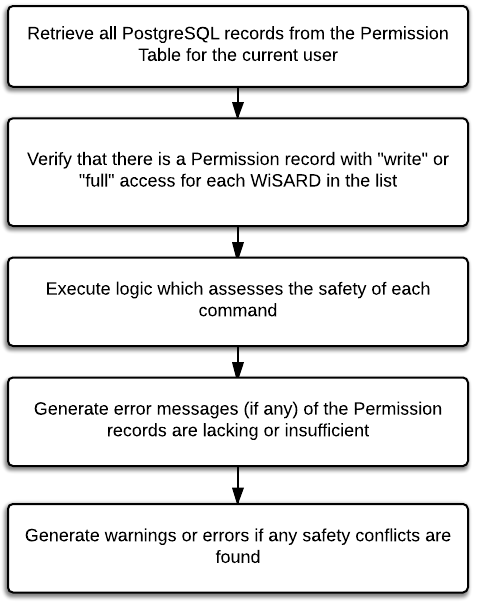 Retrieve all PostgreSQL records from the Permission
Table for the current user
Verify that there is a Permission record with "write" or
"full" access for each WiSARD in the list
Execute logic which assesses the safety of each
command
Generate error messages (if any) of the Permission
records are lacking or insufficient
Generate warnings or errors if any safety conflicts are
found